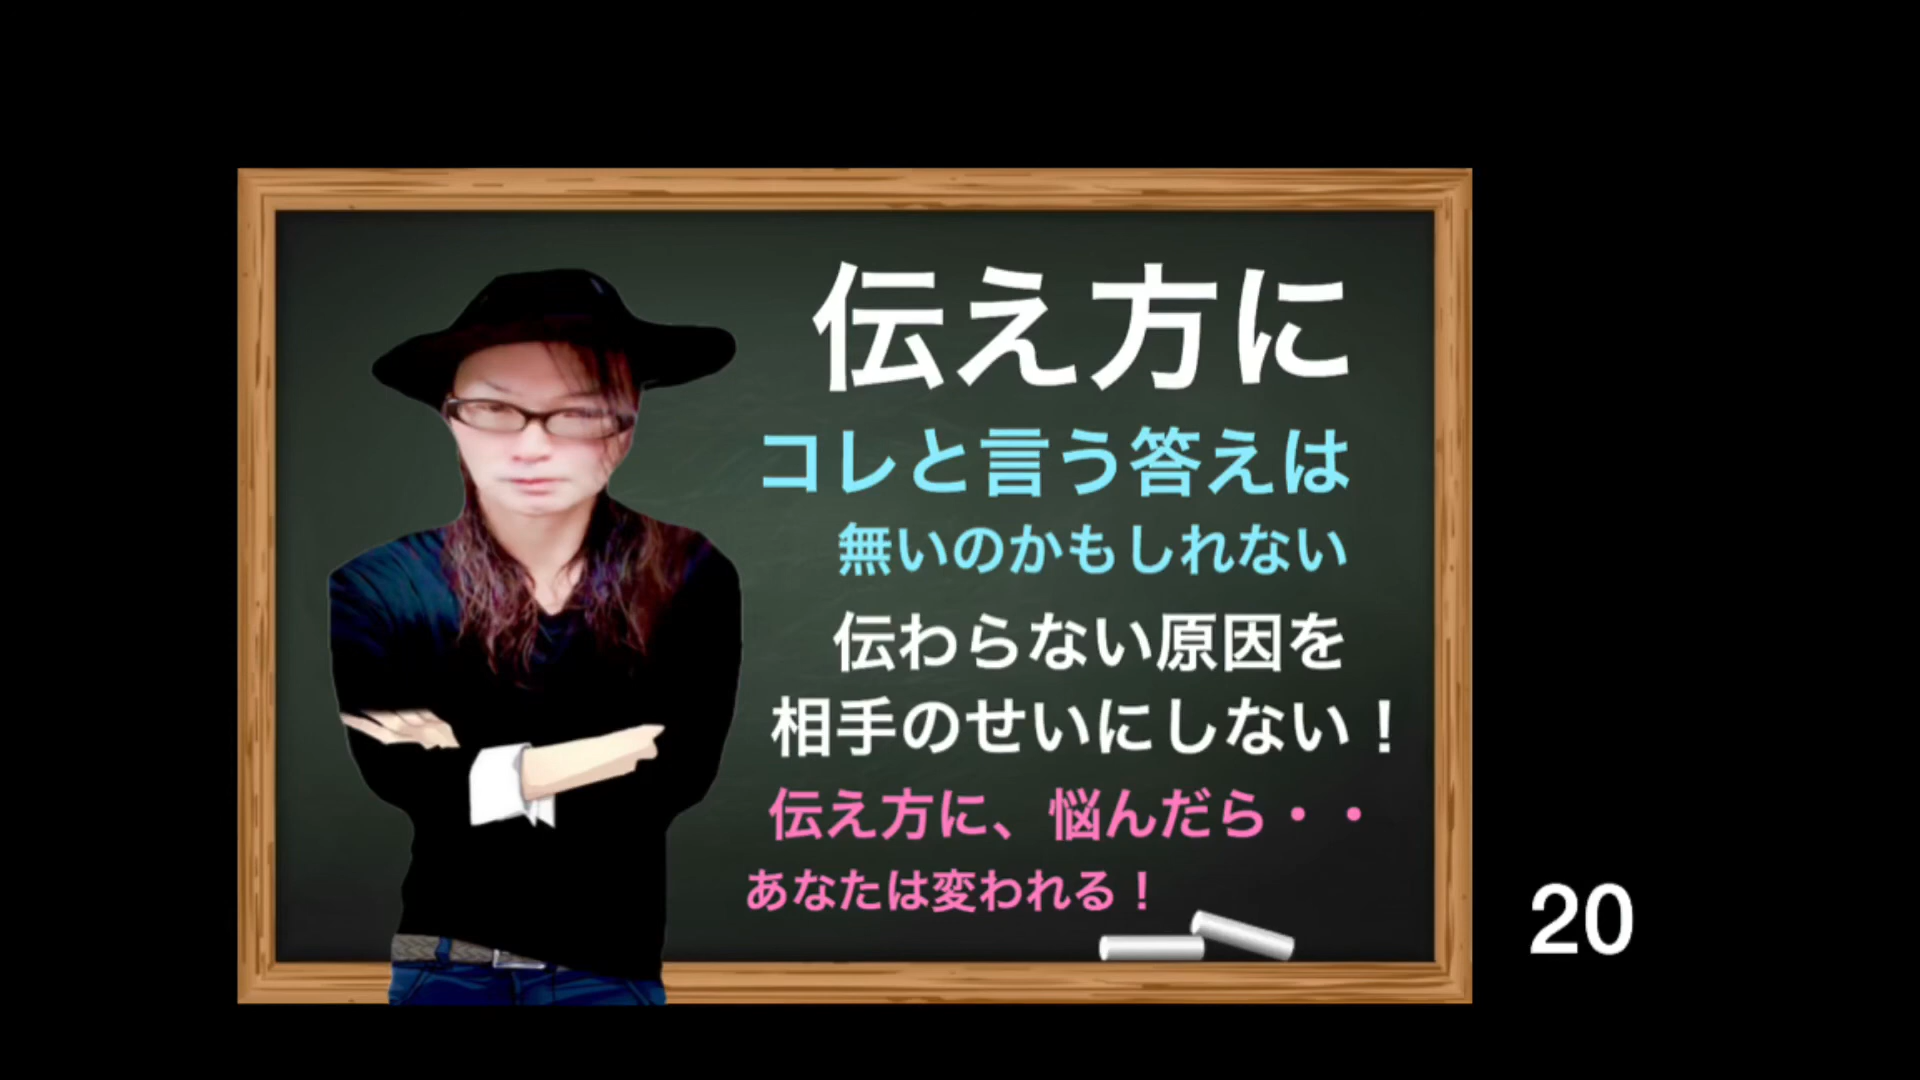 伝え方に
コレと言う答えは
無いのかもしれない
伝わらない原因を
相手のせいにしない！
伝え方に、悩んだら・・
あなたは変われる！
20